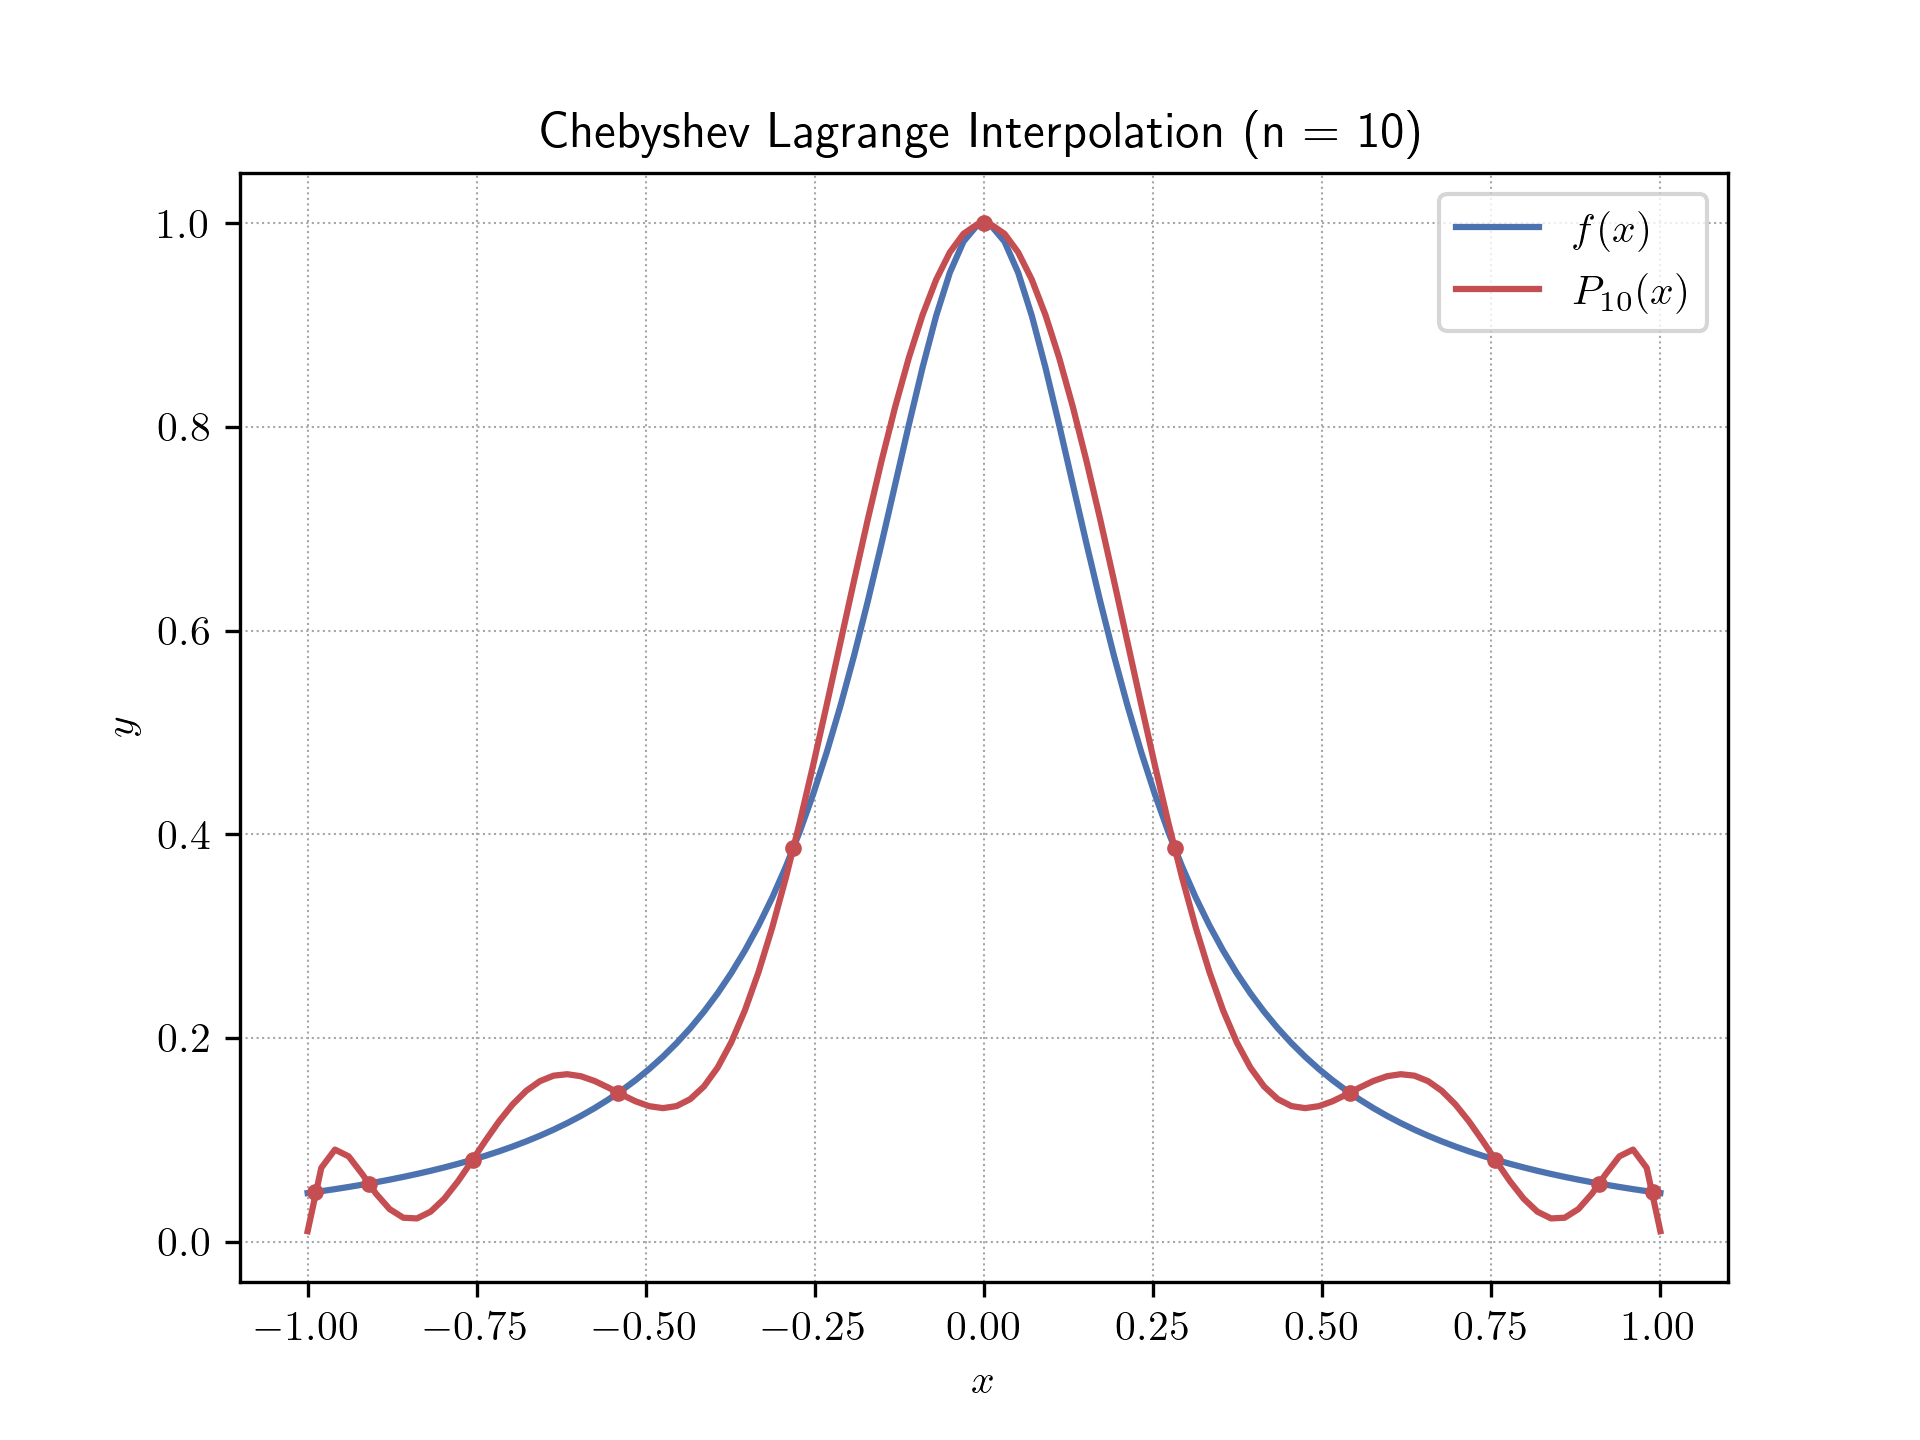 Chebyshev Lagrange Interpolation (n = 10)
f(x)
P10(x)
1.0
0.8
0.6
0.4
0.2
0.0
y
−1.00 −0.75 −0.50 −0.25 0.00 0.25 0.50 0.75 1.00
x